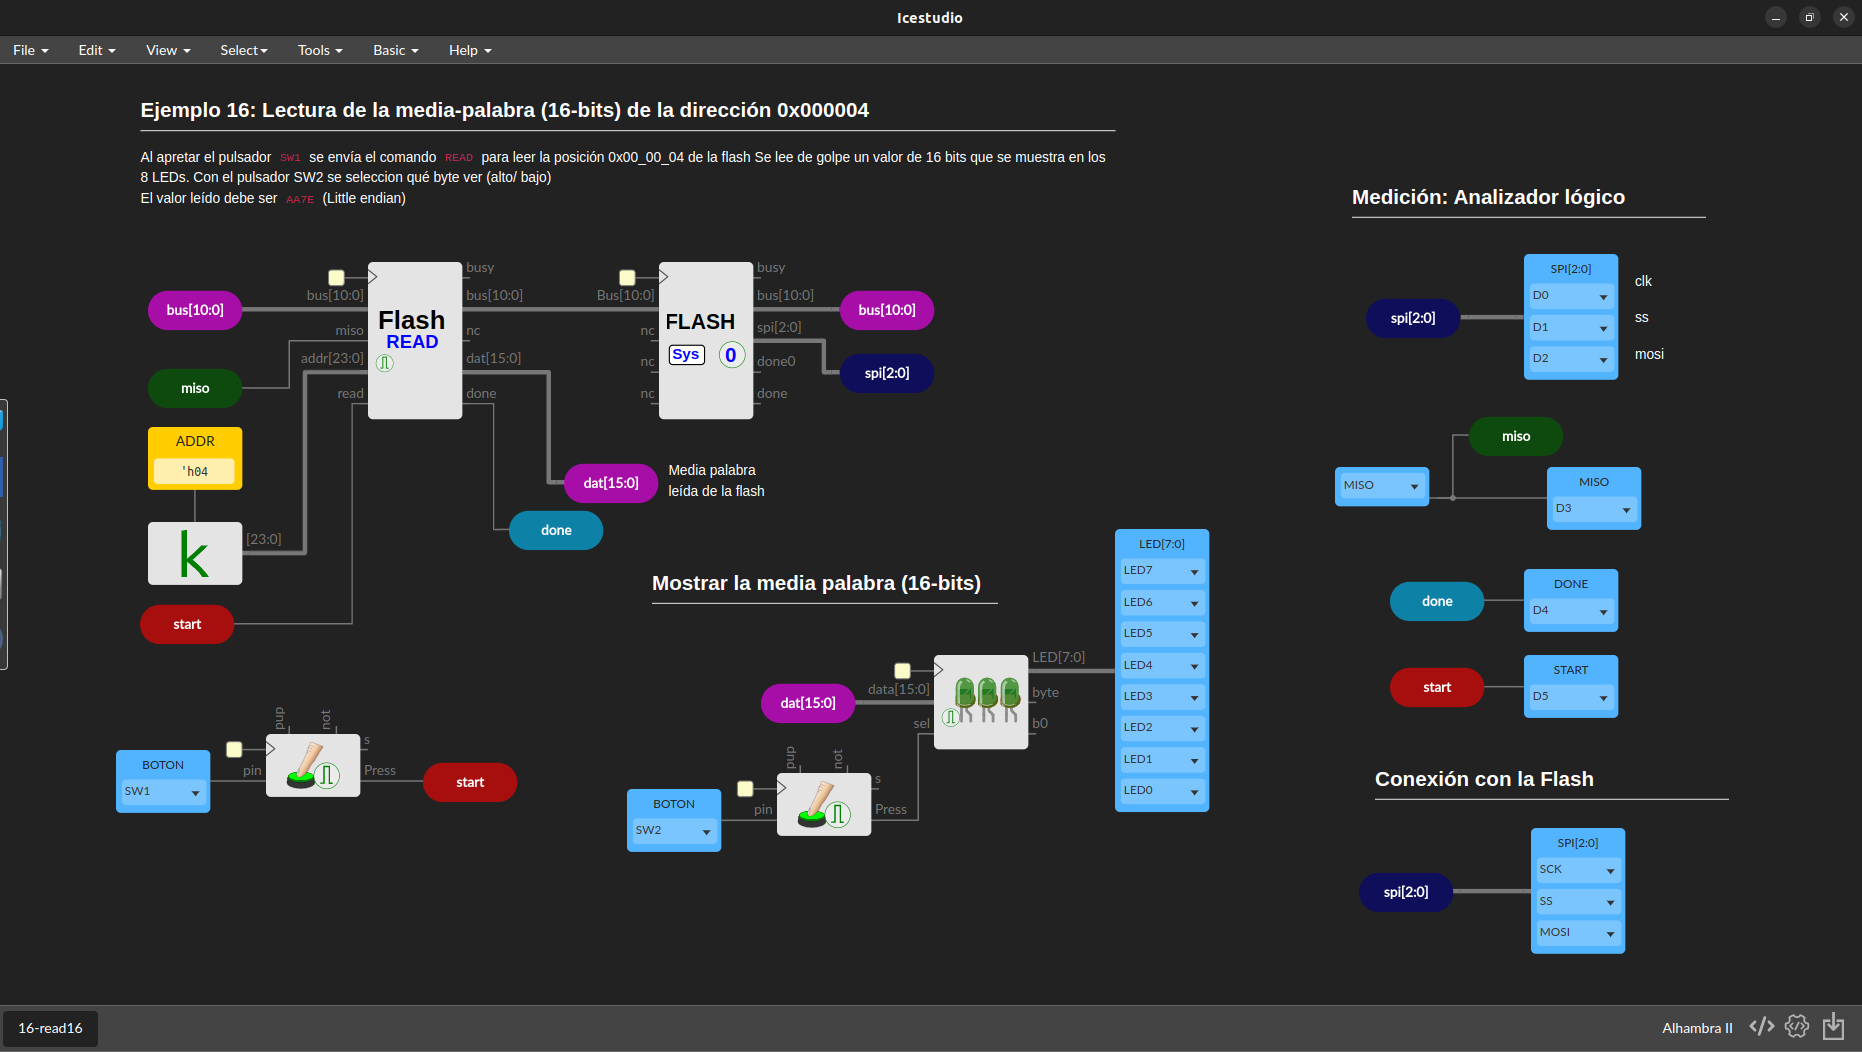 Icestudio
File Edit View Select Tools Basic Help
Ejemplo 16: Lectura de la media-palabra (16-bits) de la dirección 0x000004
Al apretar el pulsador SW1 se envía el comando READ para leer la posición 0x00_00_04 de la flash Se lee de golpe un valor de 16 bits que se muestra en los
8 LEDs. Con el pulsador SW2 se seleccion qué byte ver (alto/ bajo)
El valor leído debe ser AA7E (Little endian)
bus[10:0]
miso
ADDR
'h04
k
[23:0]
start
bus[10:0]
miso
addr[23:0]
read
Flash
READ
busy
bus[10:0]
nc
dat[15:0]
done
Bus[10:0]
nc
nc
nc
FLASH
Sys 0
busy
bus[10:0]
spi[2:0]
done0
done
bus[10:0]
spi[2:0]
dat[15:0]
Media palabra
leída de la flash
done
BOTON
SW1
pin
pup
not
s
Press
start
Mostrar la media palabra (16-bits)
dat[15:0]
data[15:0]
sel
LED[7:0]
byte
b0
BOTON
SW2
pin
pup
not
s
Press
LED[7:0]
LED7
LED6
LED5
LED4
LED3
LED2
LED1
LED0
Medición: Analizador lógico
spi[2:0]
SPI[2:0]
D0
D1
D2
clk
ss
mosi
miso
MISO
MISO
D3
done
DONE
D4
start
START
D5
Conexión con la Flash
spi[2:0]
SPI[2:0]
SCK
SS
MOSI
16-read16
Alhambra II